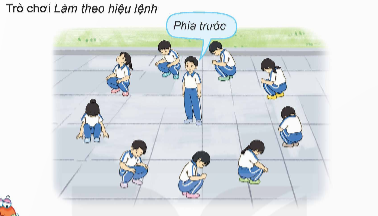 Trò chơi Làm theo hiệu lệnh
Phía trước